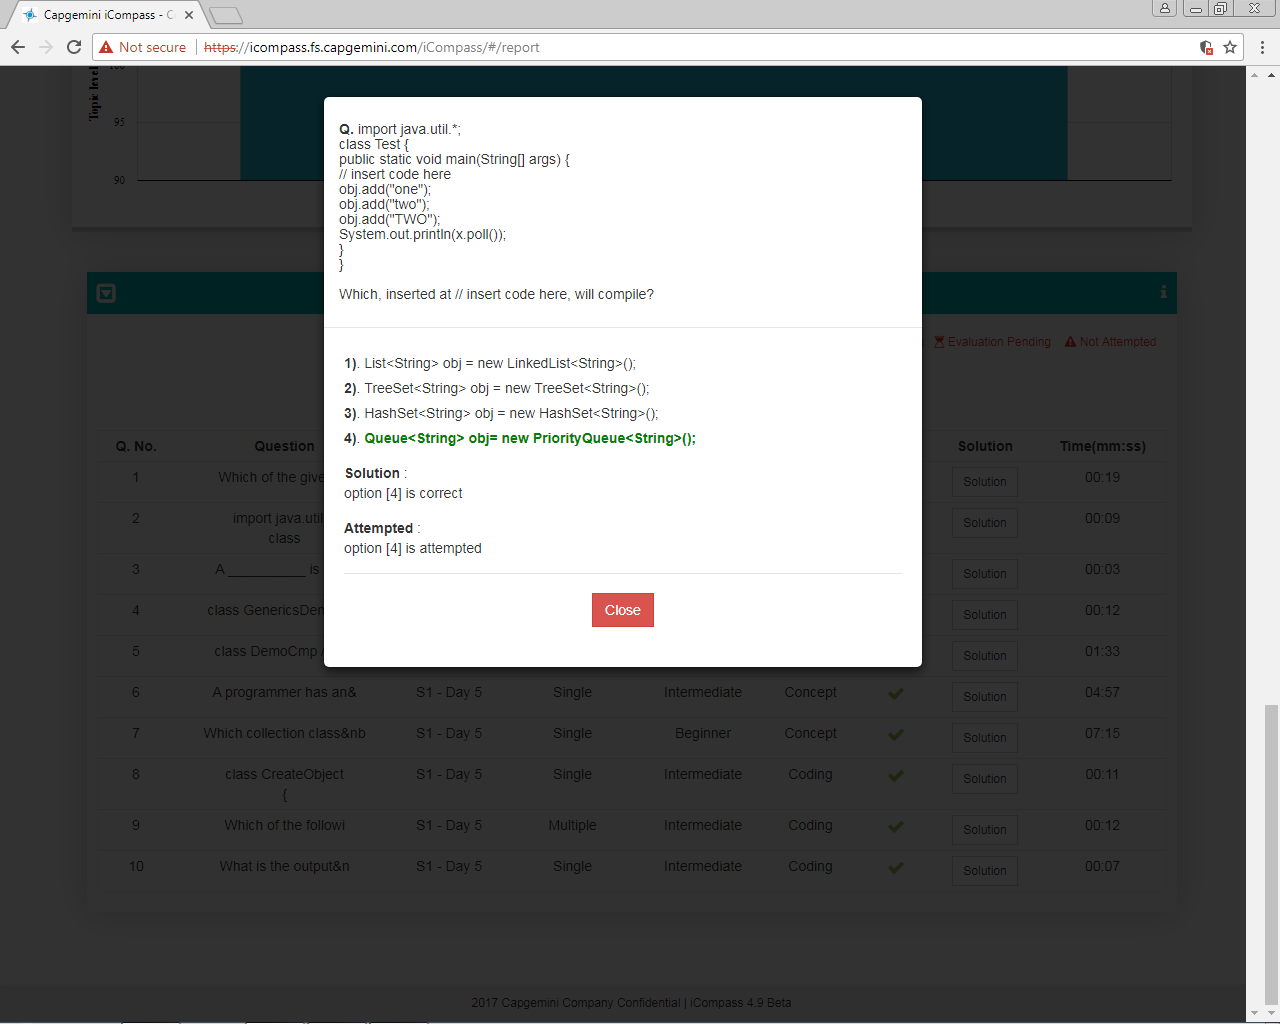 Capgemini iCompass - C
Not secure
https://icompass.fs.capgemini.com/iCompass/#/report
Topic level
100
95
90
Q. import java.util.*;
class Test {
public static void main(String[] args) {
// insert code here
obj.add("one");
obj.add("two");
obj.add("TWO");
System.out.println(x.poll());
}
}
Which, inserted at // insert code here, will compile?
Evaluation Pending Not Attempted
1). List<String> obj = new LinkedList<String>();
2). TreeSet<String> obj = new TreeSet<String>();
3). HashSet<String> obj = new HashSet<String>();
4). Queue<String> obj= new PriorityQueue<String>();
Solution :
option [4] is correct
Attempted :
option [4] is attempted
Close
Q. No. Question Solution Time(mm:ss)
1 Which of the give Solution 00:19
2 import java.util Solution 00:09
class
3 A __________ is Solution 00:03
4 class GenericsDem Solution 00:12
5 class DemoCmp Solution 01:33
6 A programmer has an& S1 - Day 5 Single Intermediate Concept Solution 04:57
7 Which collection class&nb S1 - Day 5 Single Beginner Concept Solution 07:15
8 class CreateObject S1 - Day 5 Single Intermediate Coding Solution 00:11
{
9 Which of the followi S1 - Day 5 Multiple Intermediate Coding Solution 00:12
10 What is the output&n S1 - Day 5 Single Intermediate Coding Solution 00:07
2017 Capgemini Company Confidential | iCompass 4.9 Beta